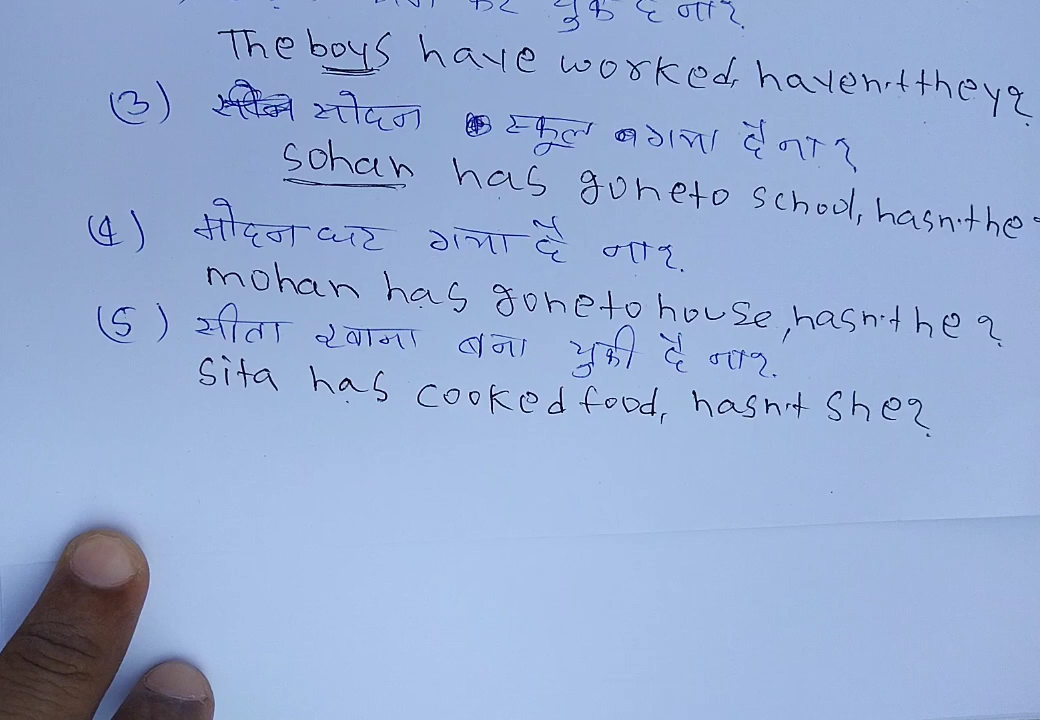 चुके है ना?
The boys have worked, haven't they?
(3) सोहन स्कूल गया है ना?
Sohan has gone to school, hasn't he
(4) मोहन घर गया है ना?
mohan has gone to house, hasn't he?
(5) सीता खाना बना चुकी है ना?
Sita has cooked food, hasn't She?